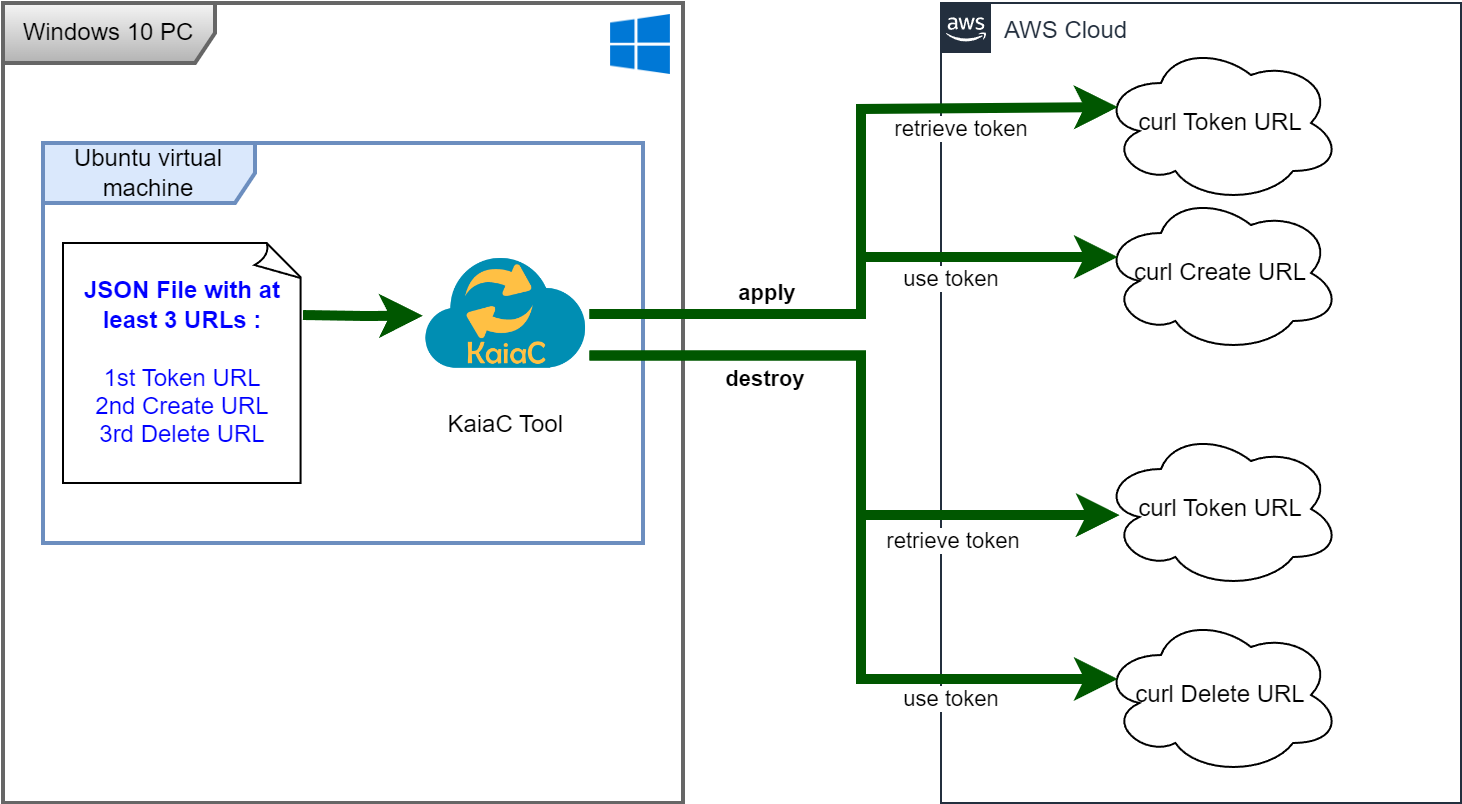 Windows 10 PC
Ubuntu virtual
machine
JSON File with at
least 3 URLs :
1st Token URL
2nd Create URL
3rd Delete URL
KaiaC
KaiaC Tool
apply
destroy
aws
AWS Cloud
retrieve token
curl Token URL
use token
curl Create URL
retrieve token
curl Token URL
use token
curl Delete URL